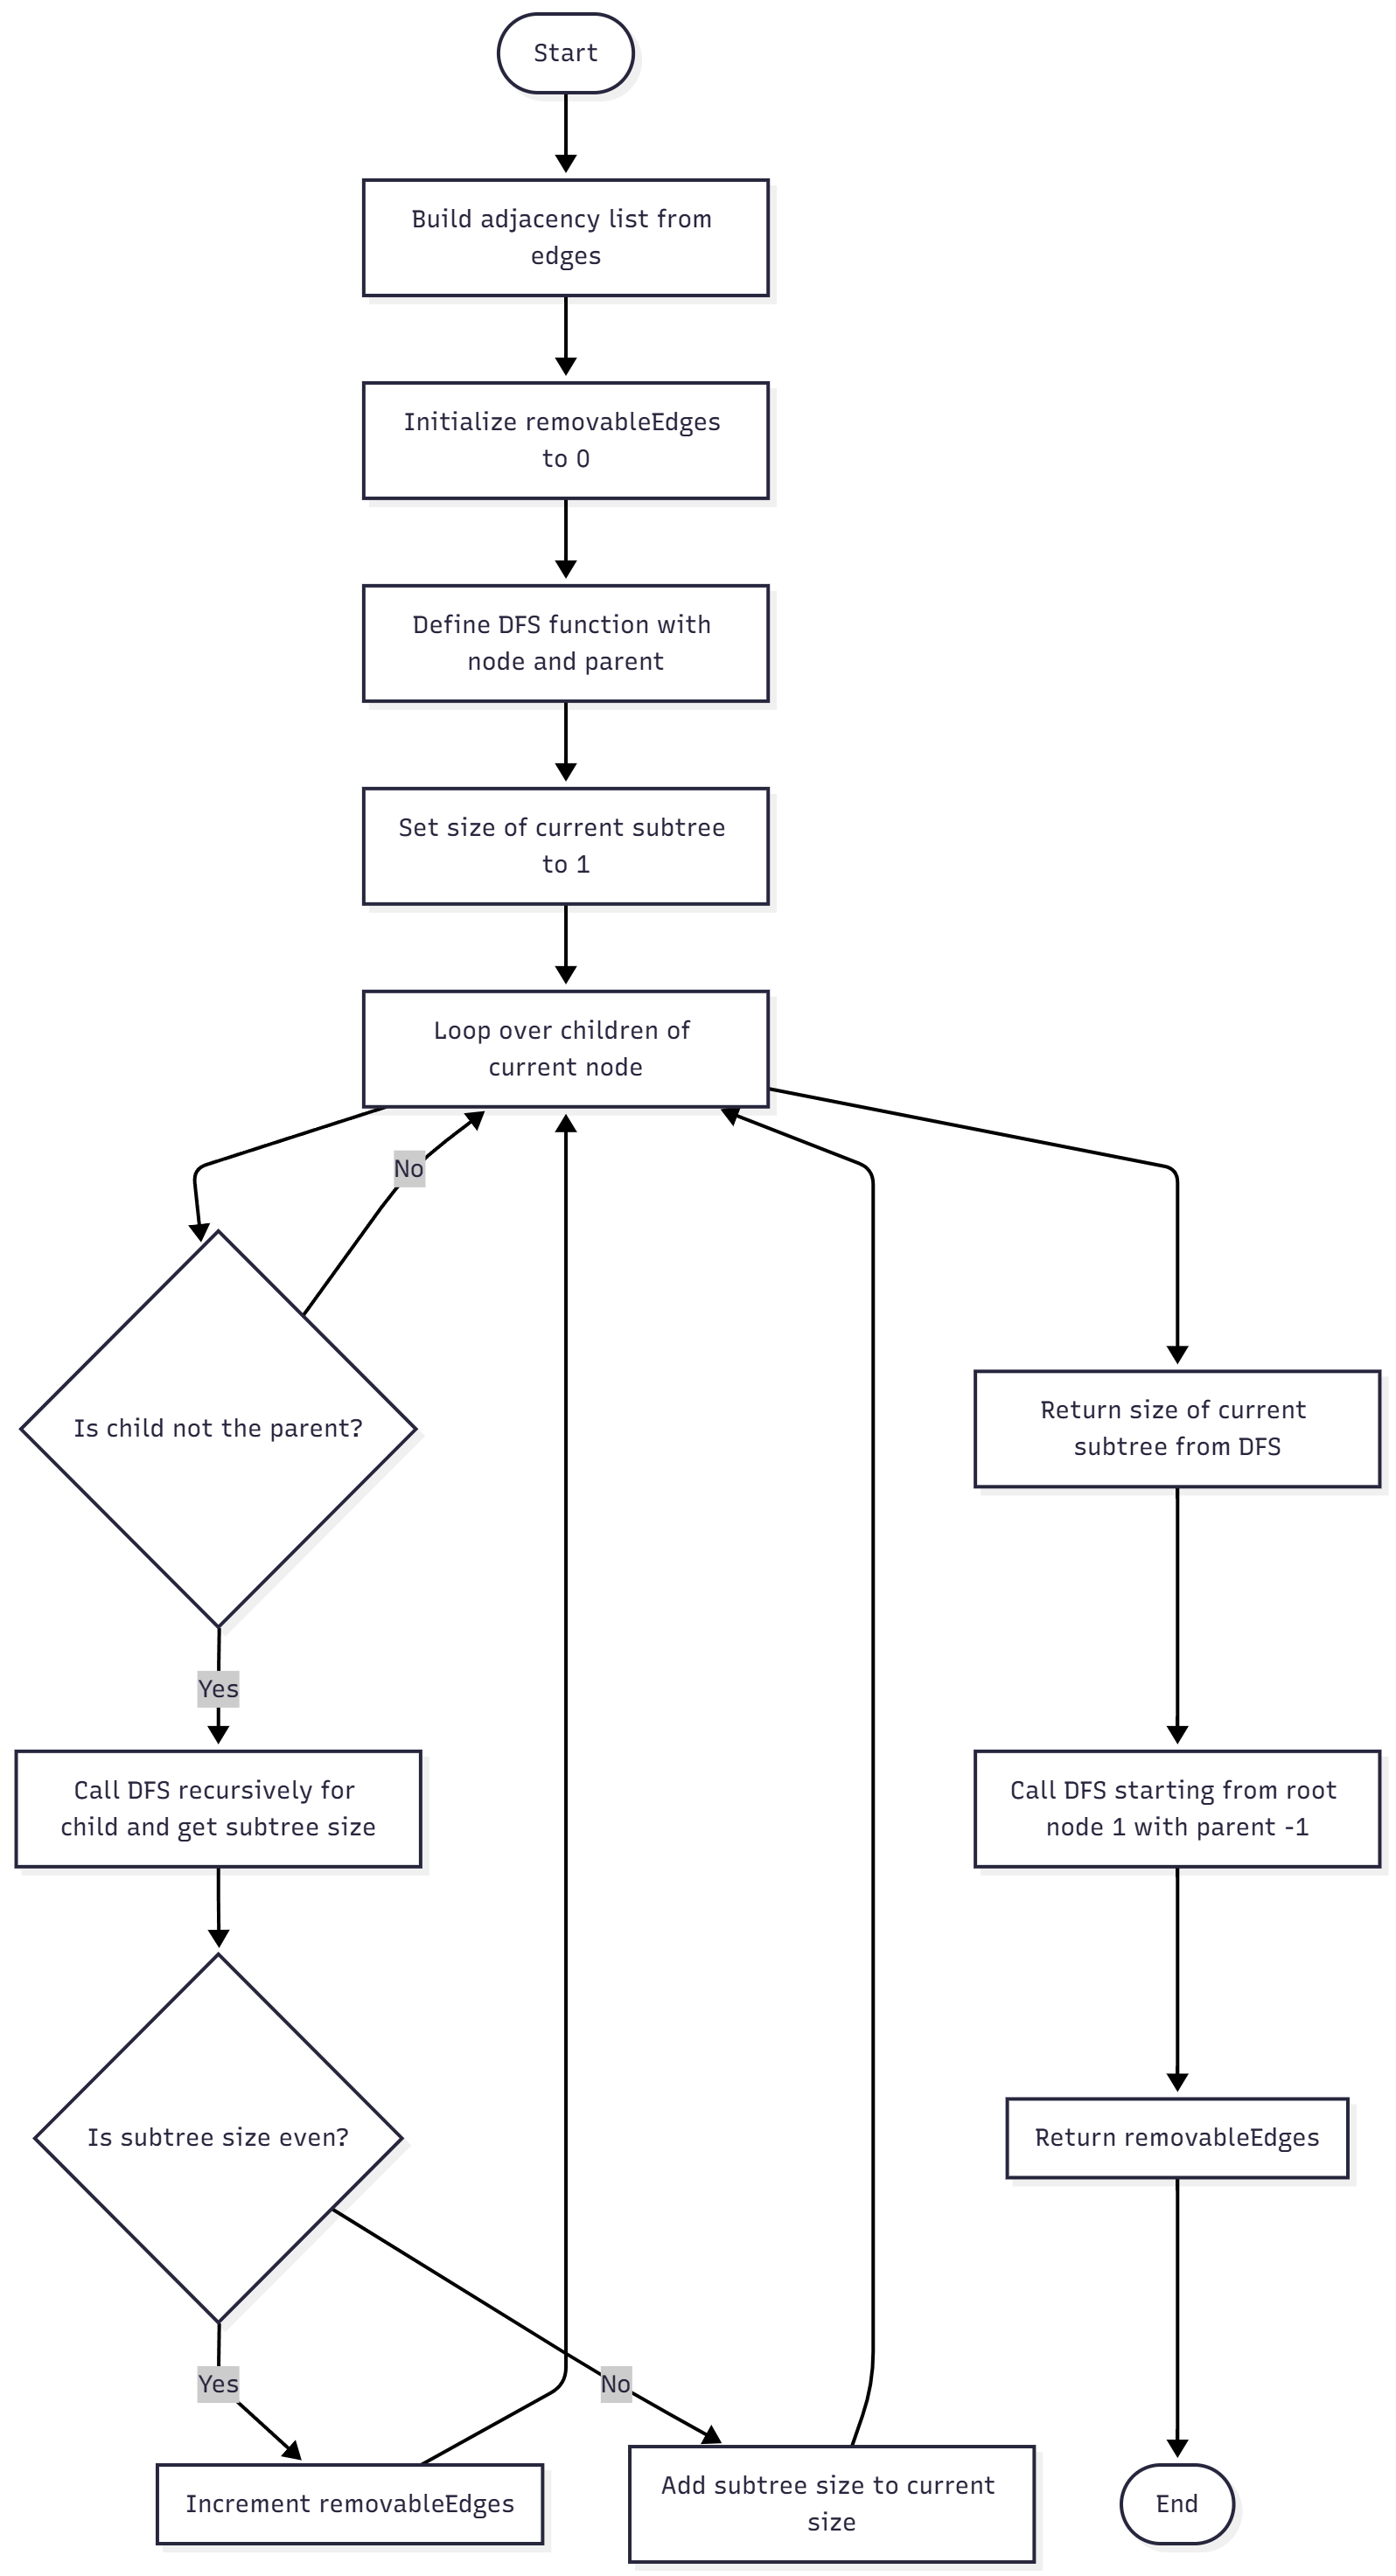 Start
Build adjacency list from
edges
Initialize removableEdges
to 0
Define DFS function with
node and parent
Set size of current subtree
to 1
Loop over children of
current node
No
Is child not the parent?
Return size of current
subtree from DFS
Yes
Call DFS recursively for
child and get subtree size
Call DFS starting from root
node 1 with parent -1
Is subtree size even?
Return removableEdges
Yes
No
Increment removableEdges
Add subtree size to current
size
End